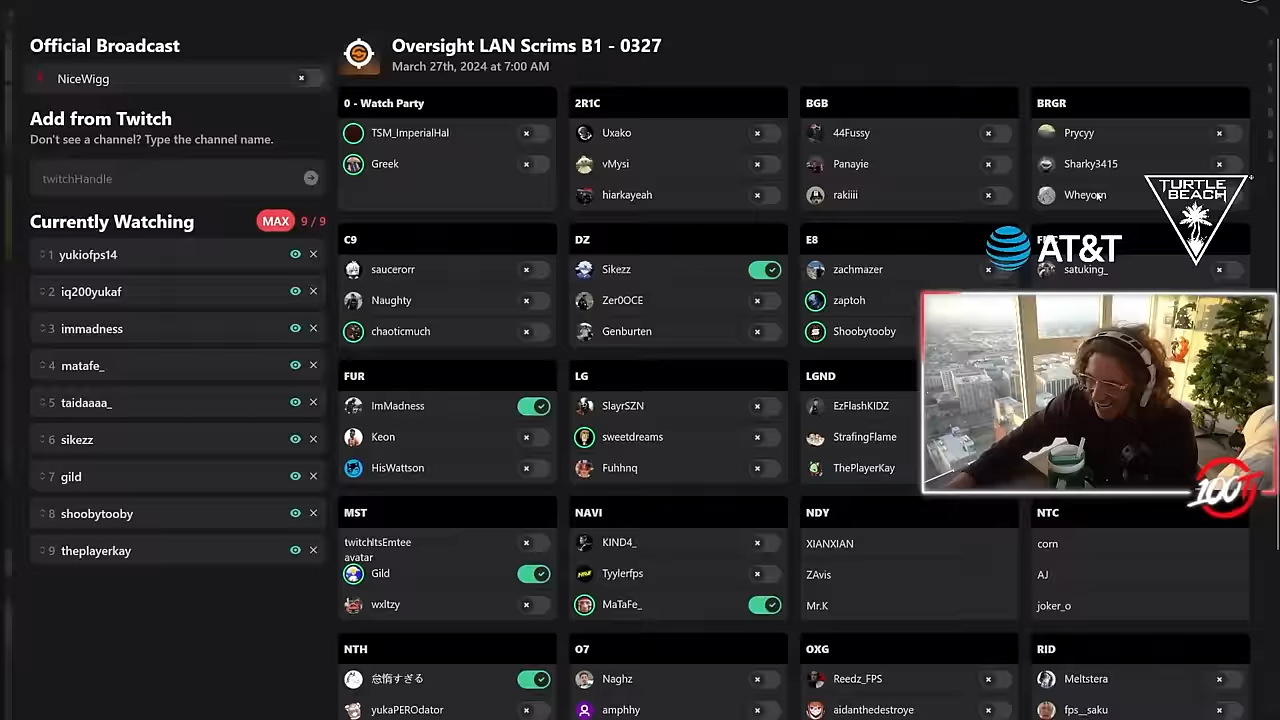 Official Broadcast
NiceWigg
Add from Twitch
Don't see a channel? Type the channel name.
twitchHandle
Currently Watching
MAX 9 / 9
1 yukiofps14
2 iq200yukaf
3 immadness
4 matafe_
5 taidaaaa_
6 sikezz
7 gild
8 shoobytooby
9 theplayerkay
Oversight LAN Scrims B1 - 0327
March 27th, 2024 at 7:00 AM
0 - Watch Party
TSM_ImperialHal
Greek
2R1C
Uxako
vMysi
hiarkayeah
BGB
44Fussy
Panayie
rakiiii
BRGR
Prycyy
Sharky3415
Wheyorn
TURTLE
BEACH
AT&T
C9
saucerorr
Naughty
chaoticmuch
DZ
Sikezz
Zer0OCE
Genburten
E8
zachmazer
zaptoh
Shoobytooby
satuking_
FUR
ImMadness
Keon
HisWattson
LG
SlayrSZN
sweetdreams
Fuhhnq
LGND
EzFlashKIDZ
StrafingFlame
ThePlayerKay
100T
MST
twitchItsEmtee
avatar
Gild
wxltzy
NAVI
KIND4_
Tyylerfps
MaTaFe_
NDY
XIANXIAN
ZAvis
Mr.K
NTC
corn
AJ
joker_o
NTH
怠惰すぎる
yukaPEROdator
O7
Naghz
amphhy
OXG
Reedz_FPS
aidanthedestroye
RID
Meltstera
fps__saku